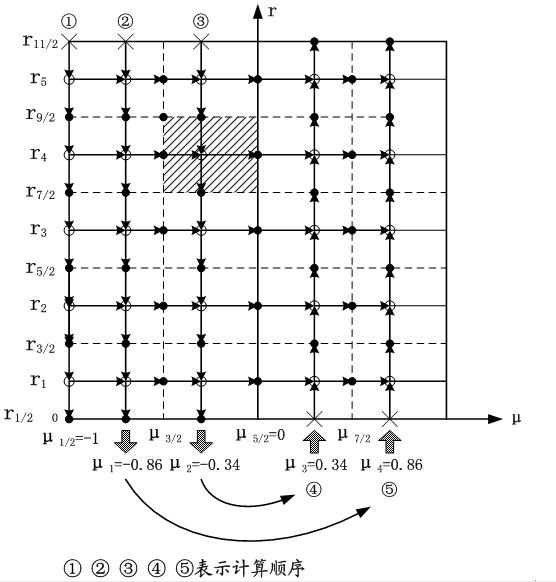 ① ② ③ r
r11/2
r5
r9/2
r4
r7/2
r3
r5/2
r2
r3/2
r1
r1/2 0 μ
μ1/2=-1 μ3/2 μ5/2=0 μ7/2
μ1=-0.86 μ2=-0.34 μ3=0.34 μ4=0.86
④ ⑤
① ② ③ ④ ⑤表示计算顺序